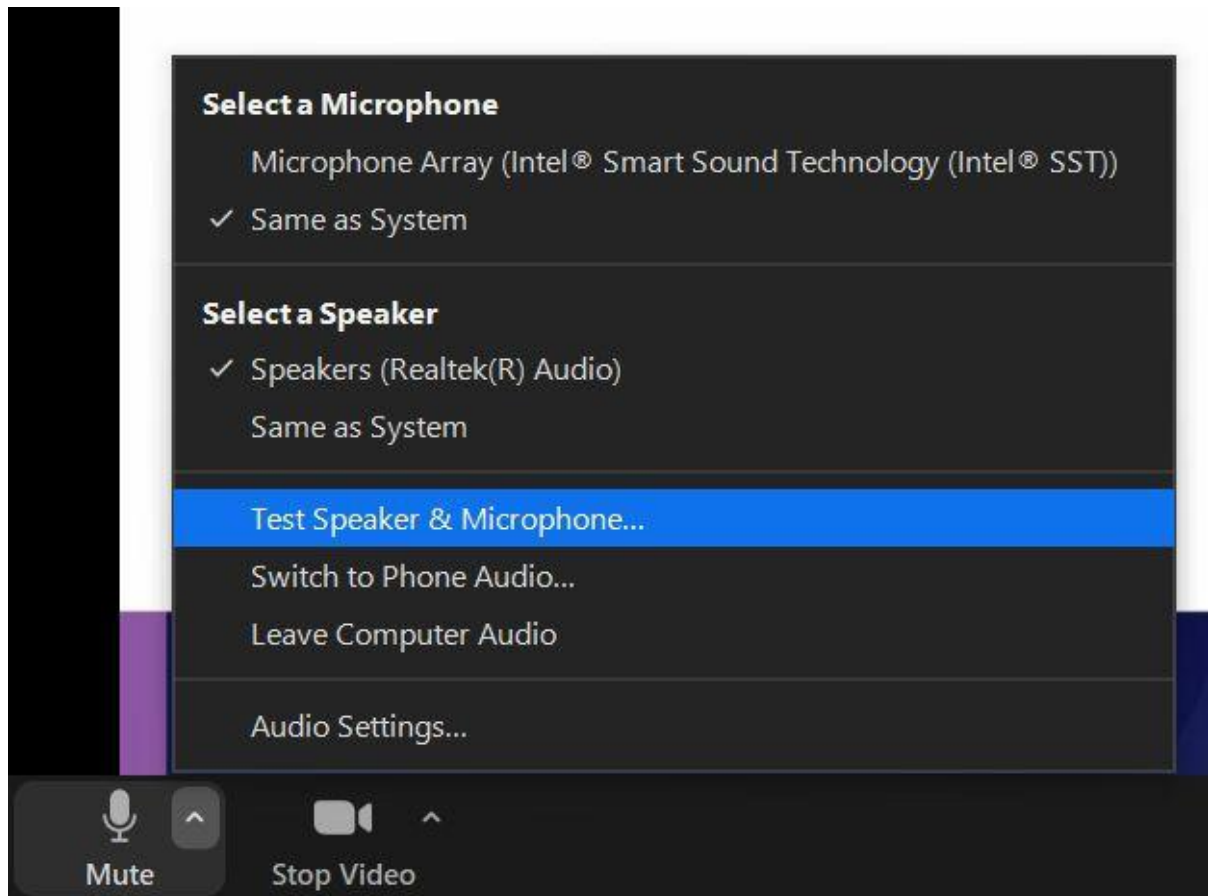 Select a Microphone
Microphone Array (Intel® Smart Sound Technology (Intel® SST))
Same as System
Select a Speaker
Speakers (Realtek(R) Audio)
Same as System
Test Speaker & Microphone...
Switch to Phone Audio...
Leave Computer Audio
Audio Settings...
Mute
Stop Video